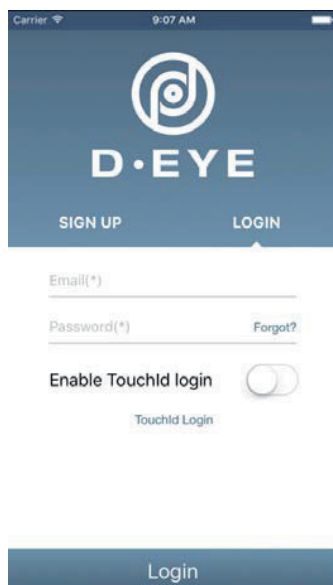 Carrier 9:07 AM
D·EYE
SIGN UP LOGIN
Email(*)
Password(*) Forgot?
Enable TouchId login
TouchId Login
Login